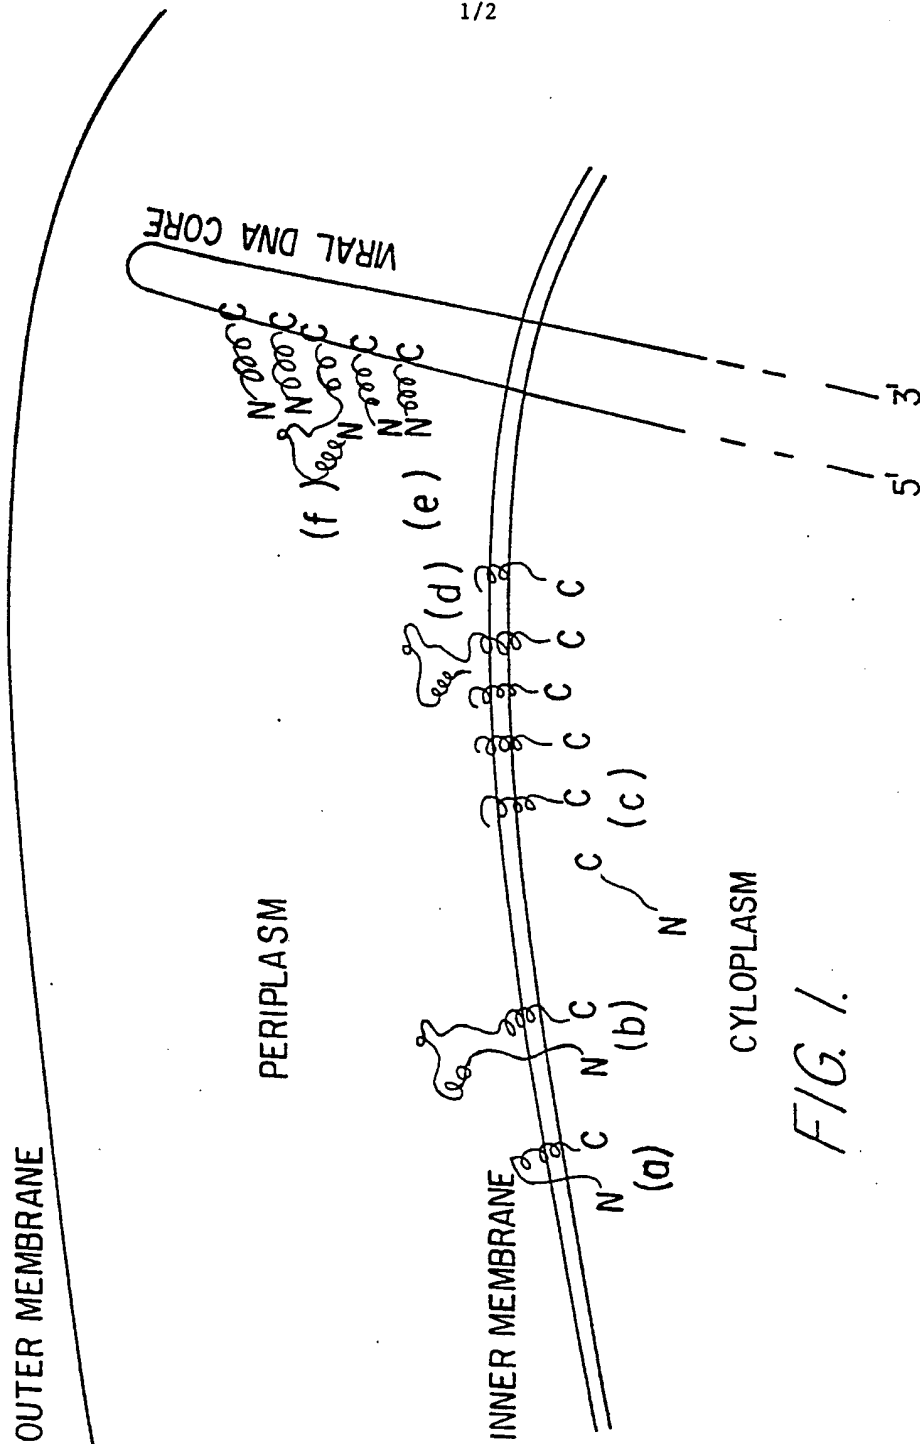 1/2
OUTER MEMBRANE
PERIPLASM
INNER MEMBRANE
VIRAL DNA CORE
C
C
C
C
C
N
N
N
N
N
(f)
(e)
(d)
C
C
C
C
C
(c)
C
N
C
N
(b)
C
N
(a)
CYLOPLASM
5'
3'
FIG. 1.